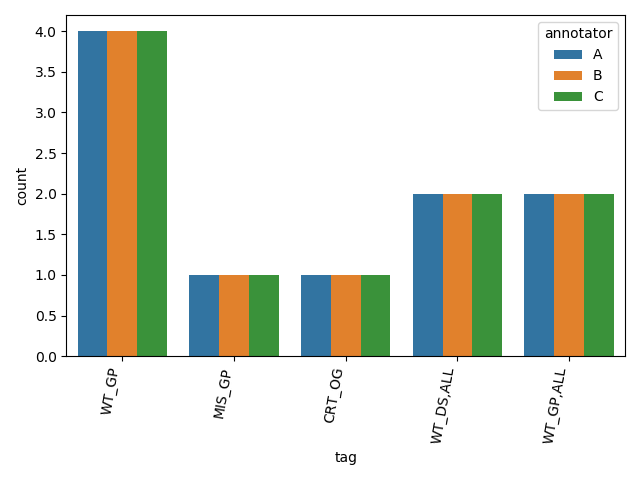 annotator
A
B
C
count
4.0
3.5
3.0
2.5
2.0
1.5
1.0
0.5
0.0
WT_GP
MIS_GP
CRT_OG
WT_DS,ALL
WT_GP,ALL
tag